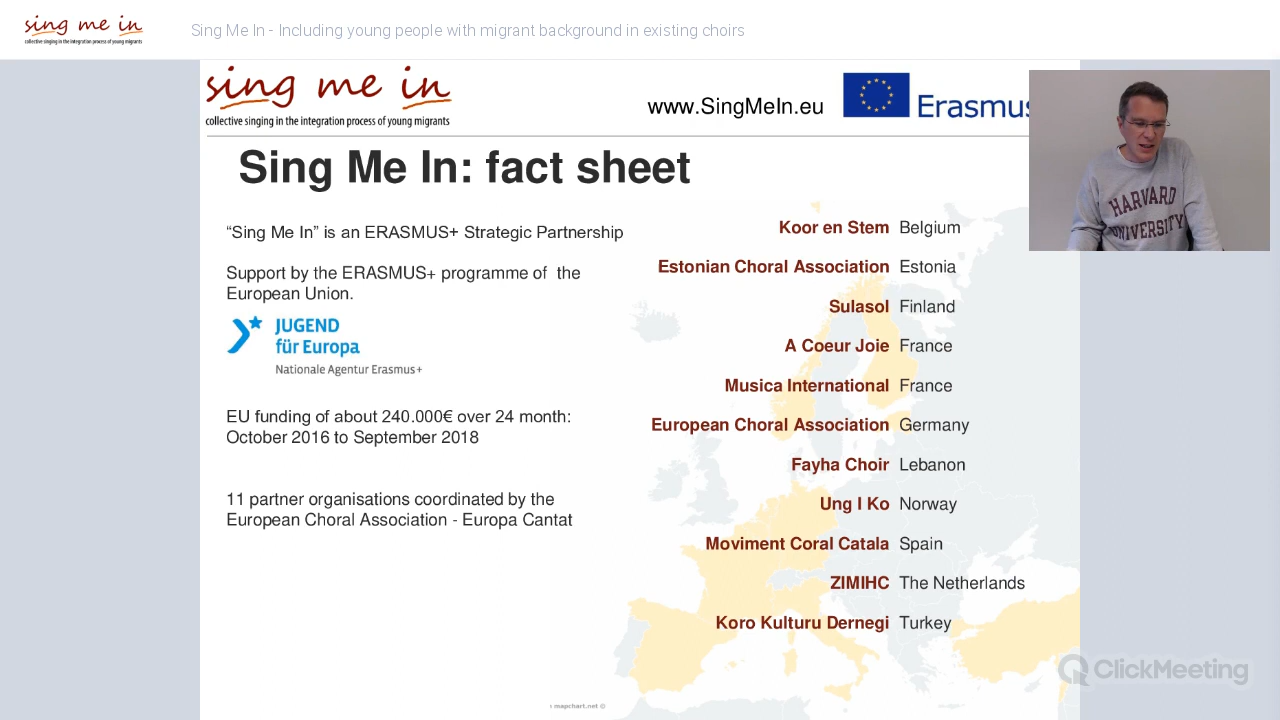 sing me in
collective singing in the integration process of young migrants
Sing Me In - Including young people with migrant background in existing choirs
sing me in
collective singing in the integration process of young migrants
www.SingMeIn.eu
Erasmus
Sing Me In: fact sheet
“Sing Me In” is an ERASMUS+ Strategic Partnership
Support by the ERASMUS+ programme of the
European Union.
JUGEND
für Europa
Nationale Agentur Erasmus+
EU funding of about 240.000€ over 24 month:
October 2016 to September 2018
11 partner organisations coordinated by the
European Choral Association - Europa Cantat
Koor en Stem Belgium
Estonian Choral Association Estonia
Sulasol Finland
A Coeur Joie France
Musica International France
European Choral Association Germany
Fayha Choir Lebanon
Ung I Ko Norway
Moviment Coral Catala Spain
ZIMIHC The Netherlands
Koro Kulturu Dernegi Turkey
HARVARD
UNIVERSITY
ClickMeeting
mapchart.net ©